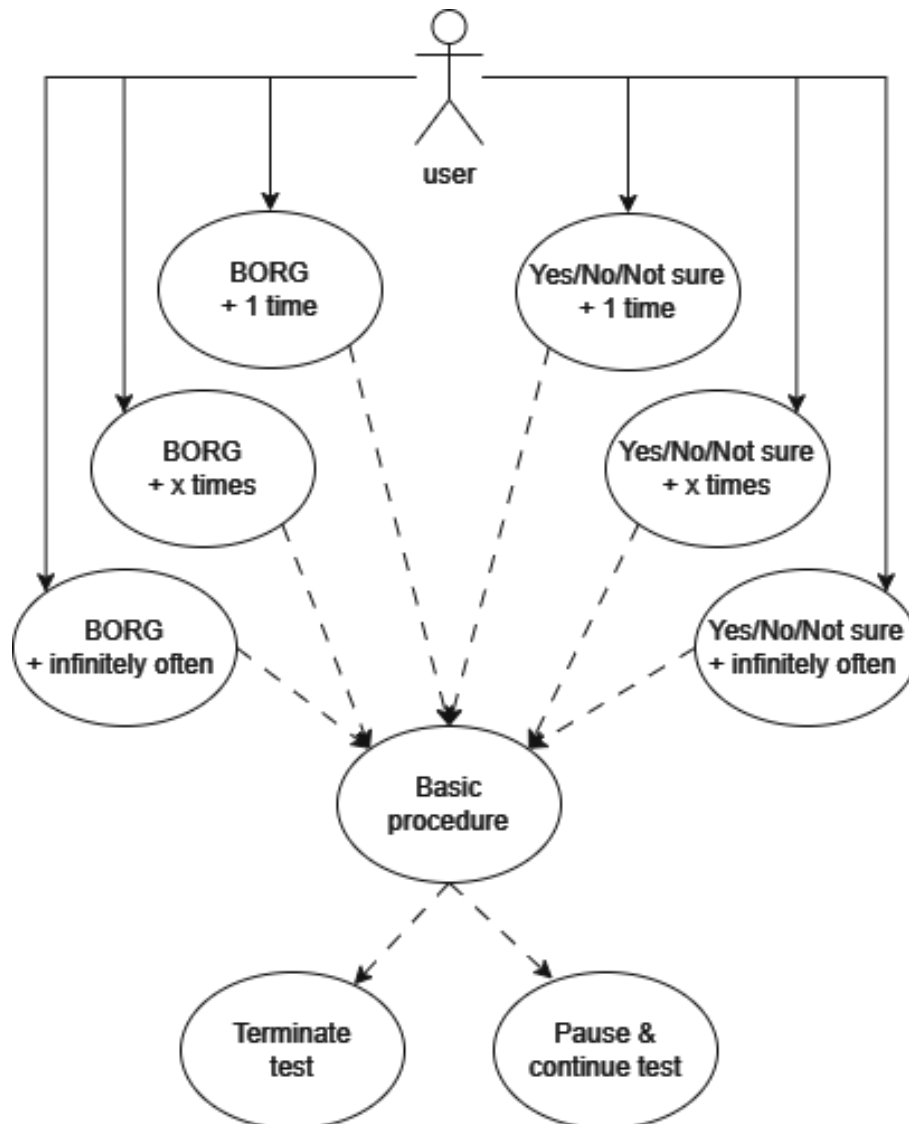 user
BORG
+ 1 time
Yes/No/Not sure
+ 1 time
BORG
+ x times
Yes/No/Not sure
+ x times
BORG
+ infinitely often
Yes/No/Not sure
+ infinitely often
Basic
procedure
Terminate
test
Pause &
continue test